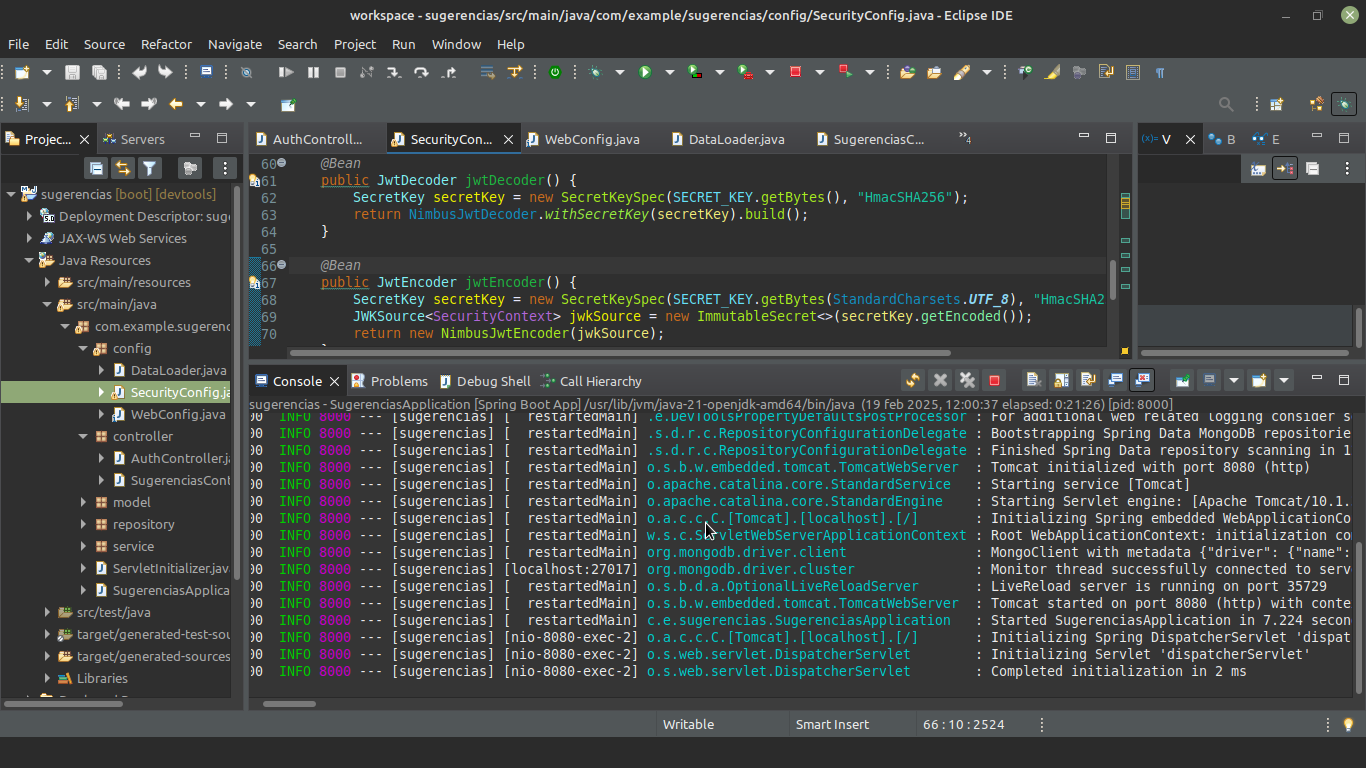 workspace - sugerencias/src/main/java/com/example/sugerencias/config/SecurityConfig.java - Eclipse IDE
File Edit Source Refactor Navigate Search Project Run Window Help
Projec... Servers
sugerencias [boot] [devtools]
Deployment Descriptor: suge
JAX-WS Web Services
Java Resources
src/main/resources
src/main/java
com.example.sugerenc
config
DataLoader.java
SecurityConfig.ja
WebConfig.java
controller
AuthController.ja
SugerenciasCont
model
repository
service
ServletInitializer.jav
SugerenciasApplica
src/test/java
target/generated-test-sou
target/generated-sources
Libraries
AuthControll... SecurityCon... WebConfig.java DataLoader.java SugerenciasC... »4
60 @Bean
61 public JwtDecoder jwtDecoder() {
62 SecretKey secretKey = new SecretKeySpec(SECRET_KEY.getBytes(), "HmacSHA256");
63 return NimbusJwtDecoder.withSecretKey(secretKey).build();
64 }
65
66 @Bean
67 public JwtEncoder jwtEncoder() {
68 SecretKey secretKey = new SecretKeySpec(SECRET_KEY.getBytes(StandardCharsets.UTF_8), "HmacSHA2
69 JWKSource<SecurityContext> jwkSource = new ImmutableSecret<>(secretKey.getEncoded());
70 return new NimbusJwtEncoder(jwkSource);
(x)= V B E
Console Problems Debug Shell Call Hierarchy
sugerencias - SugerenciasApplication [Spring Boot App] /usr/lib/jvm/java-21-openjdk-amd64/bin/java (19 feb 2025, 12:00:37 elapsed: 0:21:26) [pid: 8000]
00 INFO 8000 --- [sugerencias] [ restartedMain] .e.DevToolsPropertyDefaultsPostProcessor : For additional web related logging consider s
00 INFO 8000 --- [sugerencias] [ restartedMain] .s.d.r.c.RepositoryConfigurationDelegate : Bootstrapping Spring Data MongoDB repositorie
00 INFO 8000 --- [sugerencias] [ restartedMain] .s.d.r.c.RepositoryConfigurationDelegate : Finished Spring Data repository scanning in 1
00 INFO 8000 --- [sugerencias] [ restartedMain] o.s.b.w.embedded.tomcat.TomcatWebServer : Tomcat initialized with port 8080 (http)
00 INFO 8000 --- [sugerencias] [ restartedMain] o.apache.catalina.core.StandardService : Starting service [Tomcat]
00 INFO 8000 --- [sugerencias] [ restartedMain] o.apache.catalina.core.StandardEngine : Starting Servlet engine: [Apache Tomcat/10.1.
00 INFO 8000 --- [sugerencias] [ restartedMain] o.a.c.c.C.[Tomcat].[localhost].[/] : Initializing Spring embedded WebApplicationCo
00 INFO 8000 --- [sugerencias] [ restartedMain] w.s.c.ServletWebServerApplicationContext : Root WebApplicationContext: initialization co
00 INFO 8000 --- [sugerencias] [ restartedMain] org.mongodb.driver.client : MongoClient with metadata {"driver": {"name":
00 INFO 8000 --- [sugerencias] [localhost:27017] org.mongodb.driver.cluster : Monitor thread successfully connected to serv
00 INFO 8000 --- [sugerencias] [ restartedMain] o.s.b.d.a.OptionalLiveReloadServer : LiveReload server is running on port 35729
00 INFO 8000 --- [sugerencias] [ restartedMain] o.s.b.w.embedded.tomcat.TomcatWebServer : Tomcat started on port 8080 (http) with conte
00 INFO 8000 --- [sugerencias] [ restartedMain] c.e.sugerencias.SugerenciasApplication : Started SugerenciasApplication in 7.224 secon
00 INFO 8000 --- [sugerencias] [nio-8080-exec-2] o.a.c.c.C.[Tomcat].[localhost].[/] : Initializing Spring DispatcherServlet 'dispat
00 INFO 8000 --- [sugerencias] [nio-8080-exec-2] o.s.web.servlet.DispatcherServlet : Initializing Servlet 'dispatcherServlet'
00 INFO 8000 --- [sugerencias] [nio-8080-exec-2] o.s.web.servlet.DispatcherServlet : Completed initialization in 2 ms
Writable Smart Insert 66 : 10 : 2524